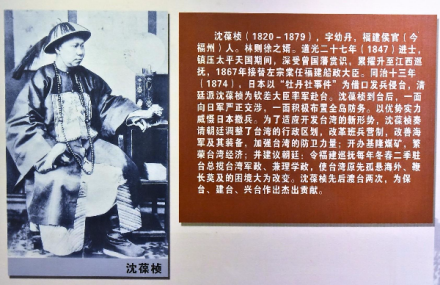 沈葆桢（1820－1879），字幼丹，福建侯官（今
福州）人。林则徐之婿。道光二十七年（1847）进士，
镇压太平天国期间，深受曾国藩赏识，累擢升至江西巡
抚，1867年接替左宗棠任福建船政大臣。同治十三年
（1874），日本以“牡丹社事件”为借口发兵侵台，清
廷派沈葆桢为钦差大臣率军赴台。沈葆桢到台后，一面
向日军严正交涉，一面积极布置全岛防务，以优势实力
威慑日本撤兵。为了适应开发台湾的新形势，沈葆桢奏
请朝廷调整了台湾的行政区划，改革班兵营制，改善海
军及其装备，加强台湾的防卫力量；开办基隆煤矿，繁
荣台湾经济；并建议朝廷：令福建巡抚每年冬春二季驻
台总揽台湾军政、兼理学政，使台湾原先孤悬海外、鞭
长莫及的困境大为改变。沈葆桢先后渡台两次，为保
台、建台、兴台作出杰出贡献。
沈葆桢